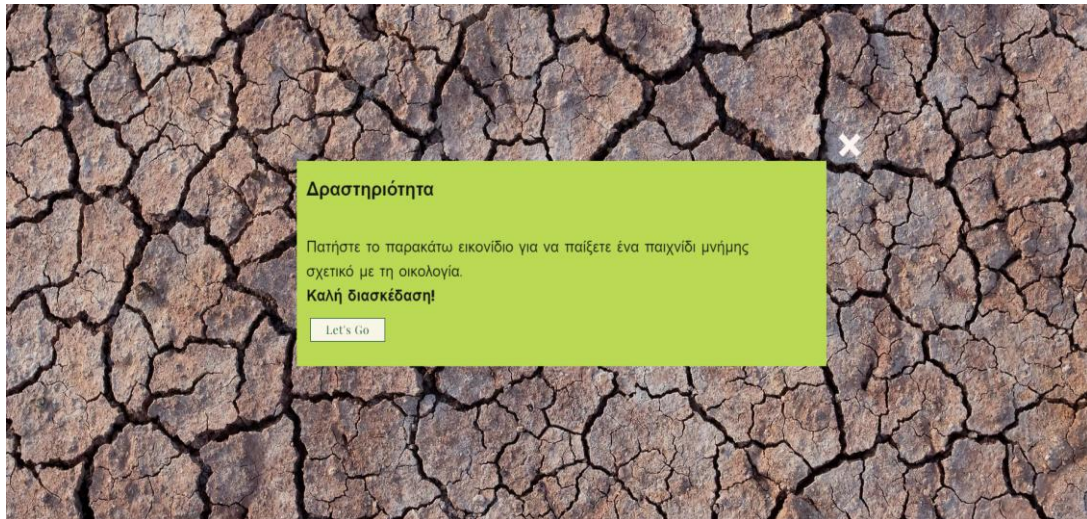 Δραστηριότητα
Πατήστε το παρακάτω εικονίδιο για να παίξετε ένα παιχνίδι μνήμης
σχετικό με τη οικολογία.
Καλή διασκέδαση!
Let's Go